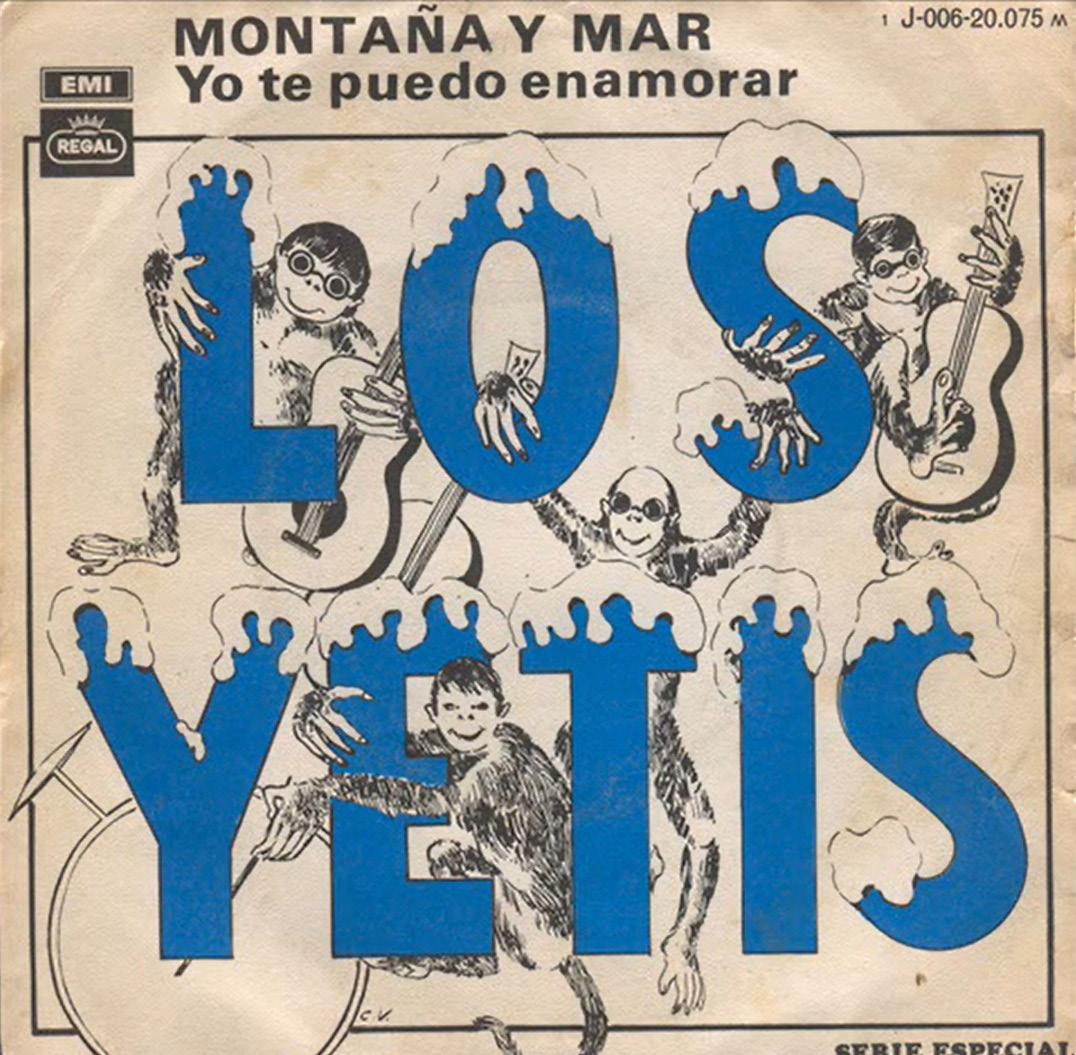 MONTAÑA Y MAR
1 J-006-20.075 M
Yo te puedo enamorar
EMI
REGAL
LOS
YETIS
C.V.
SERIE ESPECIAL